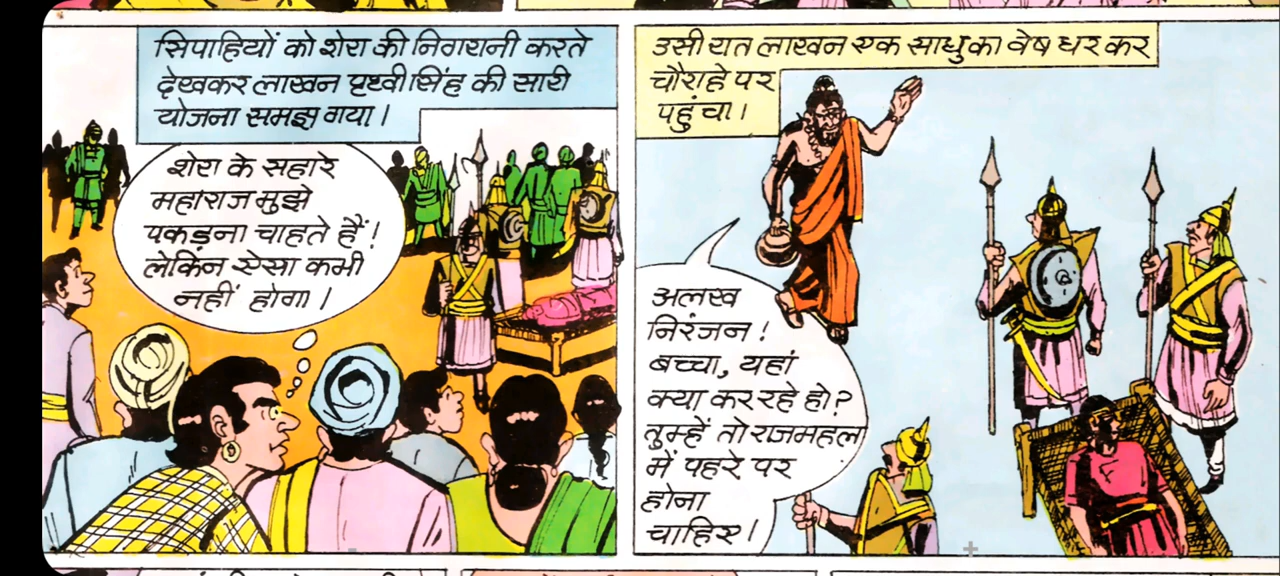 सिपाहियों को शेरा की निगरानी करते
देखकर लाखन पृथ्वीसिंह की सारी
योजना समझ गया।
शेरा के सहारे
महाराज मुझे
पकड़ना चाहते हैं!
लेकिन ऐसा कभी
नहीं होगा।
उसी रात लाखन एक साधु का वेष धर कर
चौराहे पर
पहुंचा।
अलख
निरंजन!
बच्चा, यहां
क्या कर रहे हो?
तुम्हें तो राजमहल
में पहरे पर
होना
चाहिए!